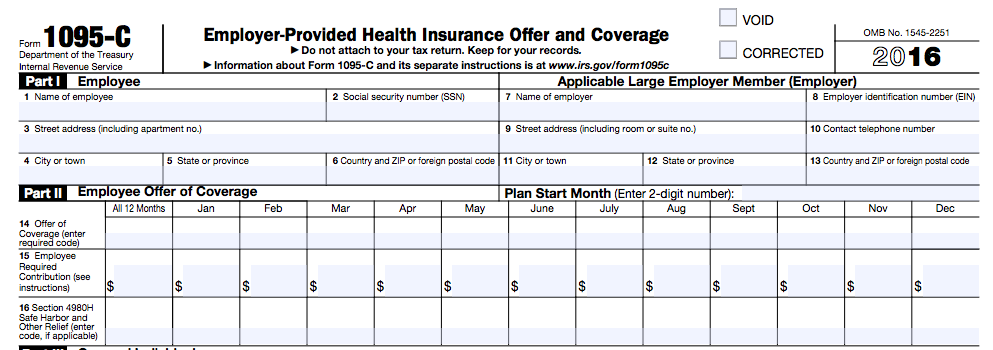 Form 1095-C
Department of the Treasury
Internal Revenue Service
Employer-Provided Health Insurance Offer and Coverage
▶ Do not attach to your tax return. Keep for your records.
▶ Information about Form 1095-C and its separate instructions is at www.irs.gov/form1095c
VOID
CORRECTED
OMB No. 1545-2251
2016
Part I Employee
Applicable Large Employer Member (Employer)
1 Name of employee
2 Social security number (SSN)
7 Name of employer
8 Employer identification number (EIN)
3 Street address (including apartment no.)
9 Street address (including room or suite no.)
10 Contact telephone number
4 City or town
5 State or province
6 Country and ZIP or foreign postal code
11 City or town
12 State or province
13 Country and ZIP or foreign postal code
Part II Employee Offer of Coverage
Plan Start Month (Enter 2-digit number):
All 12 Months Jan Feb Mar Apr May June July Aug Sept Oct Nov Dec
14 Offer of
Coverage (enter
required code)
15 Employee
Required
Contribution (see
instructions)
$ $ $ $ $ $ $ $ $ $ $ $ $
16 Section 4980H
Safe Harbor and
Other Relief (enter
code, if applicable)